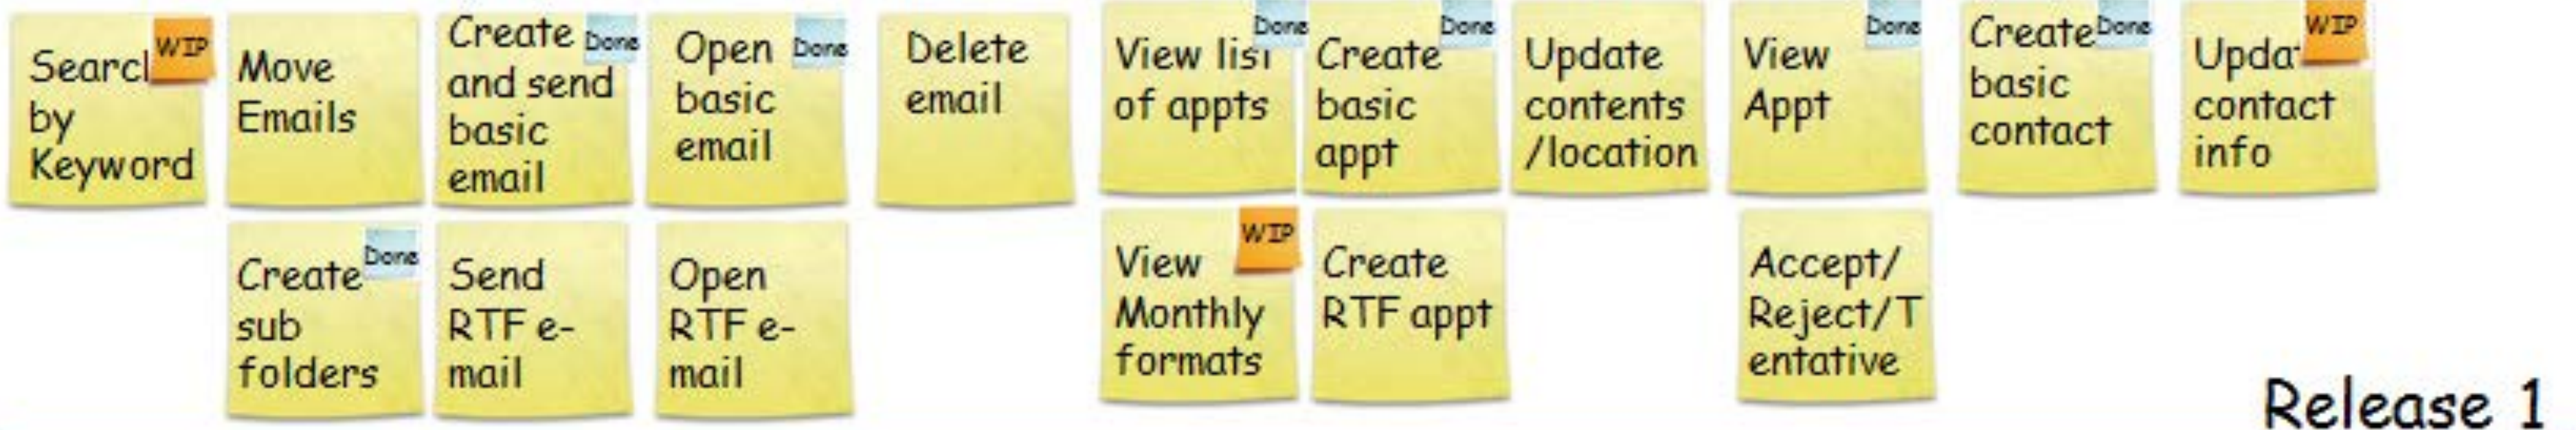 Search
by
Keyword
WIP
Move
Emails
Create
and send
basic
email
Done
Open
basic
email
Done
Delete
email
View list
of appts
Done
Create
basic
appt
Done
Update
contents
/location
View
Appt
Done
Create
basic
contact
Done
Updat
contact
info
WIP
Create
sub
folders
Done
Send
RTF e-
mail
Open
RTF e-
mail
View
Monthly
formats
WIP
Create
RTF appt
Accept/
Reject/T
entative
Release 1